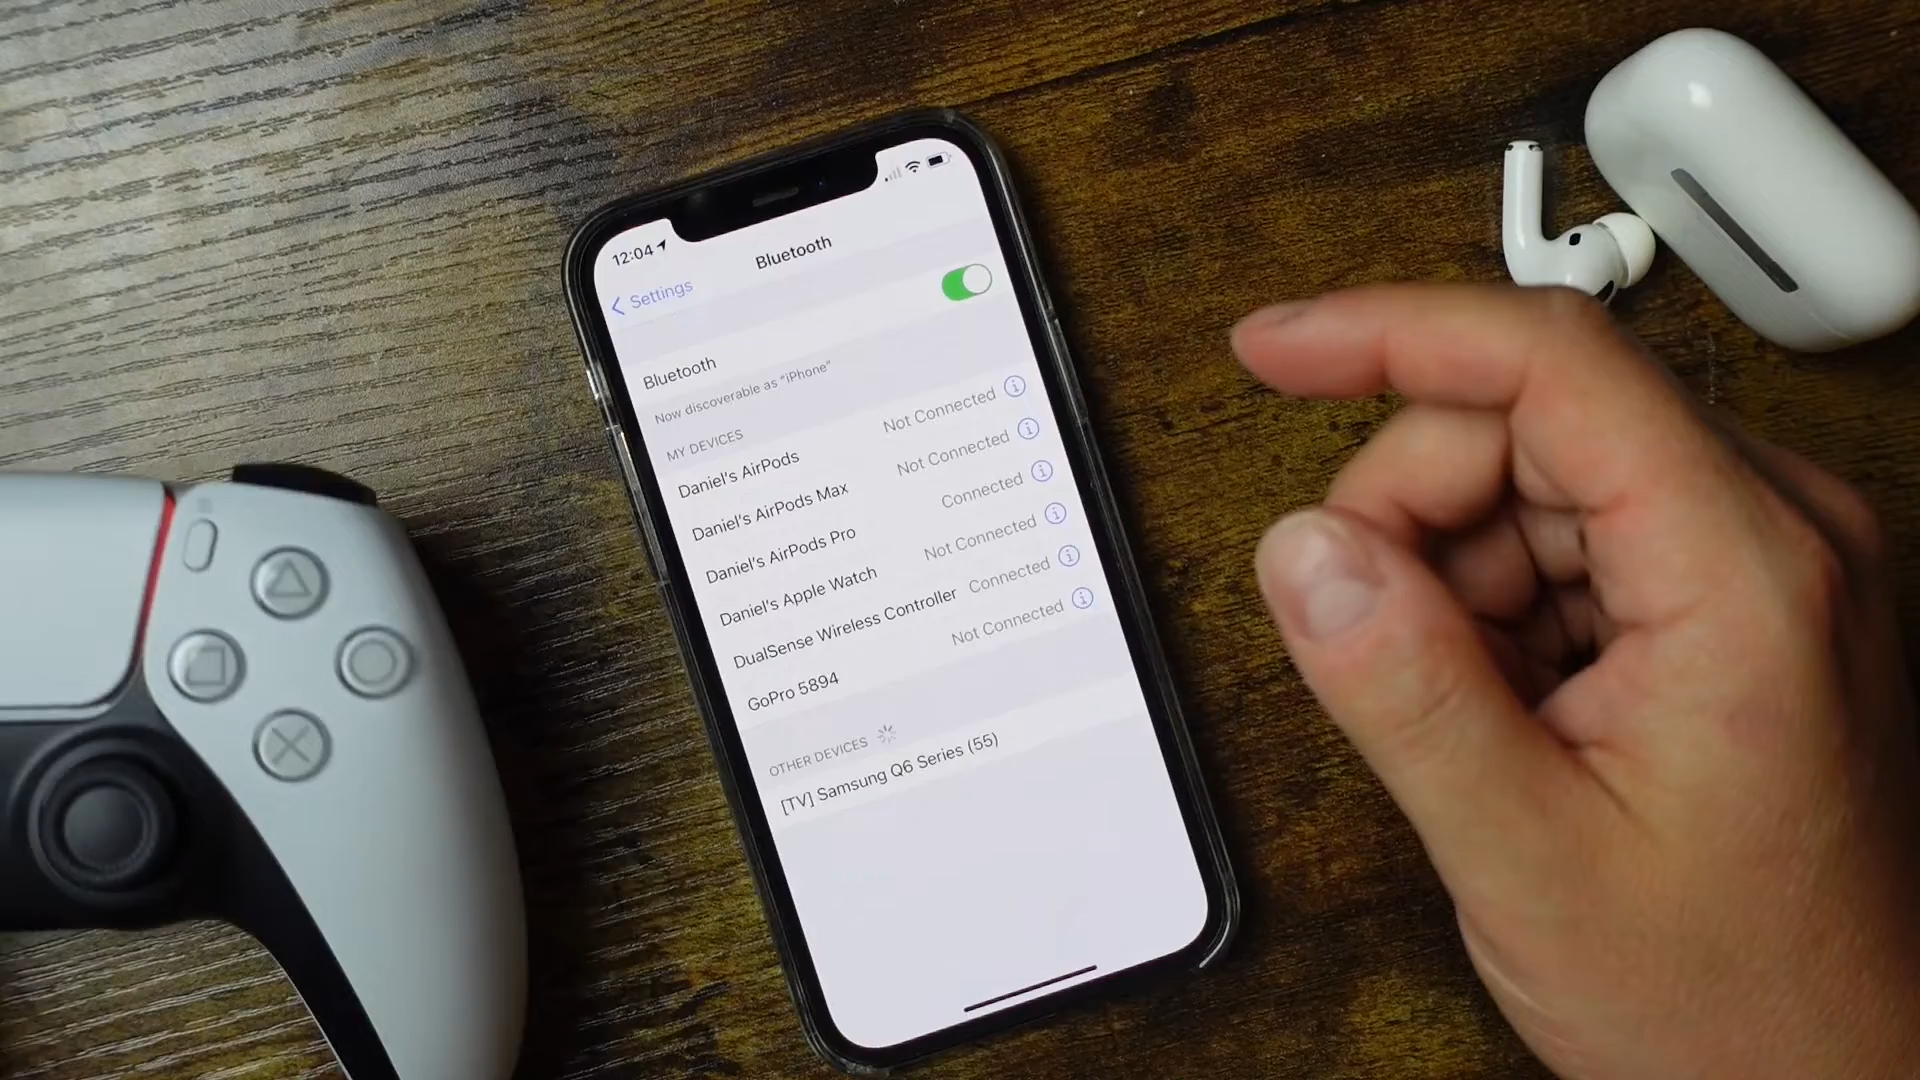 12:04
Settings
Bluetooth
Bluetooth
Now discoverable as “iPhone”
MY DEVICES
Daniel's AirPods Not Connected
Daniel's AirPods Max Not Connected
Daniel's AirPods Pro Connected
Daniel's Apple Watch Not Connected
DualSense Wireless Controller Connected
GoPro 5894 Not Connected
OTHER DEVICES
[TV] Samsung Q6 Series (55)